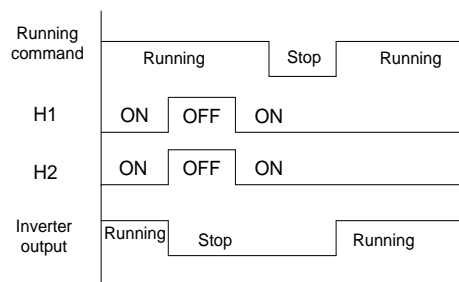 Running
command
Running
Stop
Running
H1
ON
OFF
ON
H2
ON
OFF
ON
Inverter
output
Running
Stop
Running